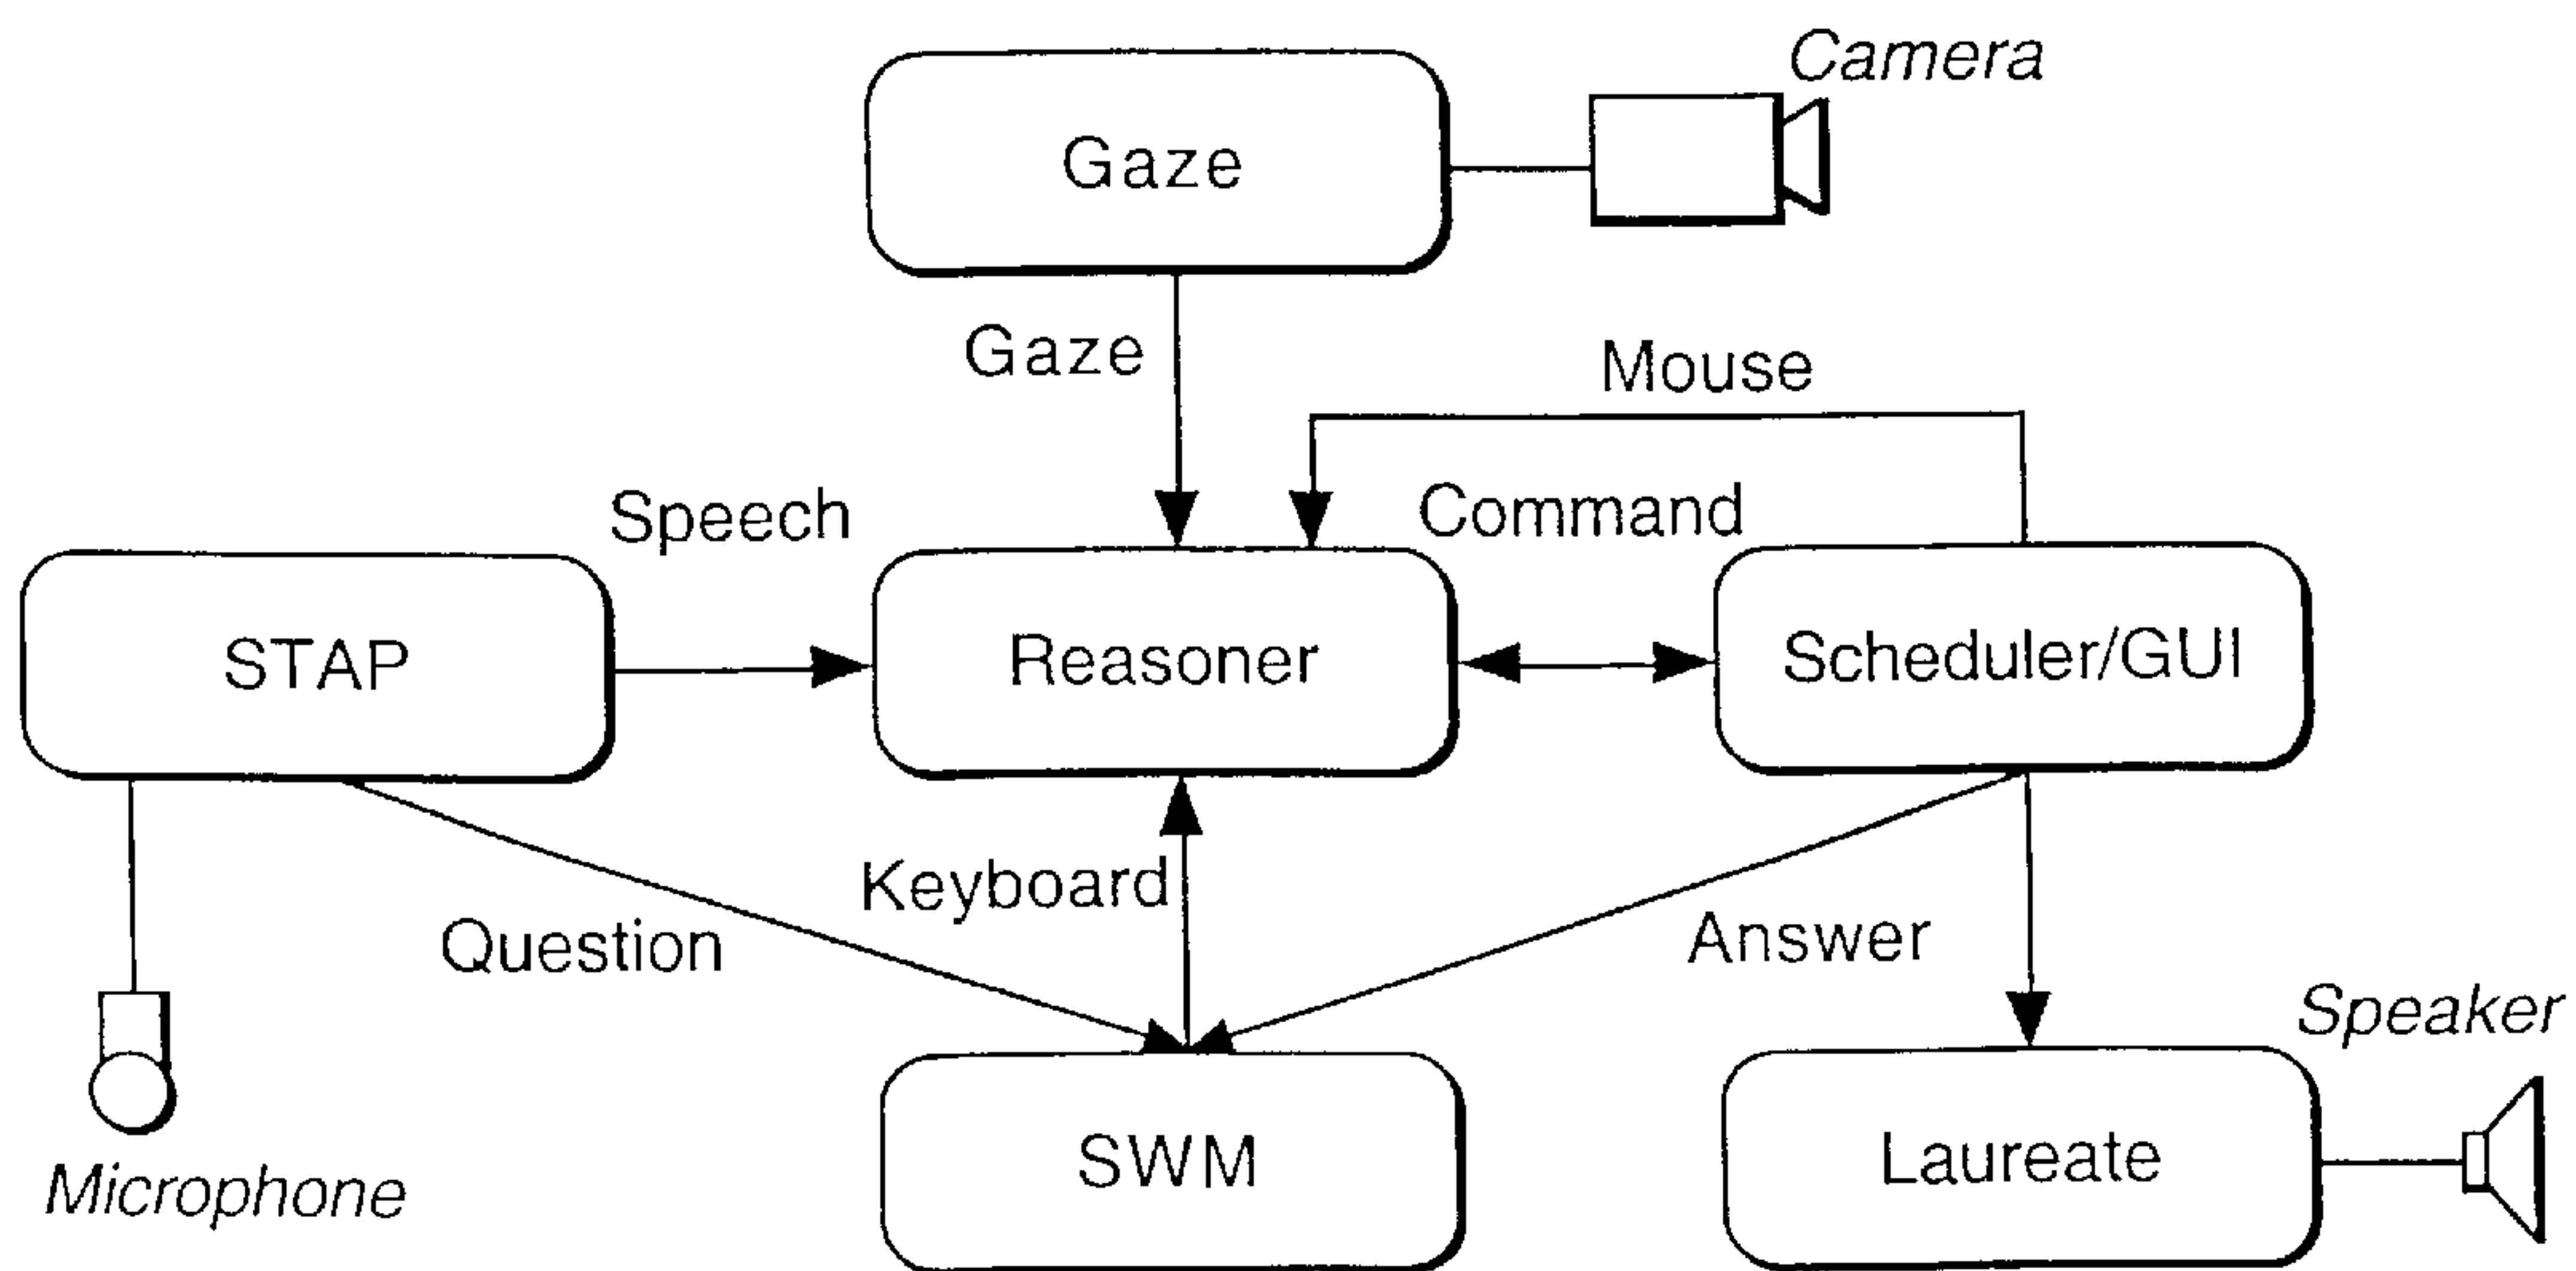 Camera
Gaze
Gaze
Mouse
Speech
Command
STAP
Reasoner
Scheduler/GUI
Keyboard
Question
Answer
Speaker
Microphone
SWM
Laureate